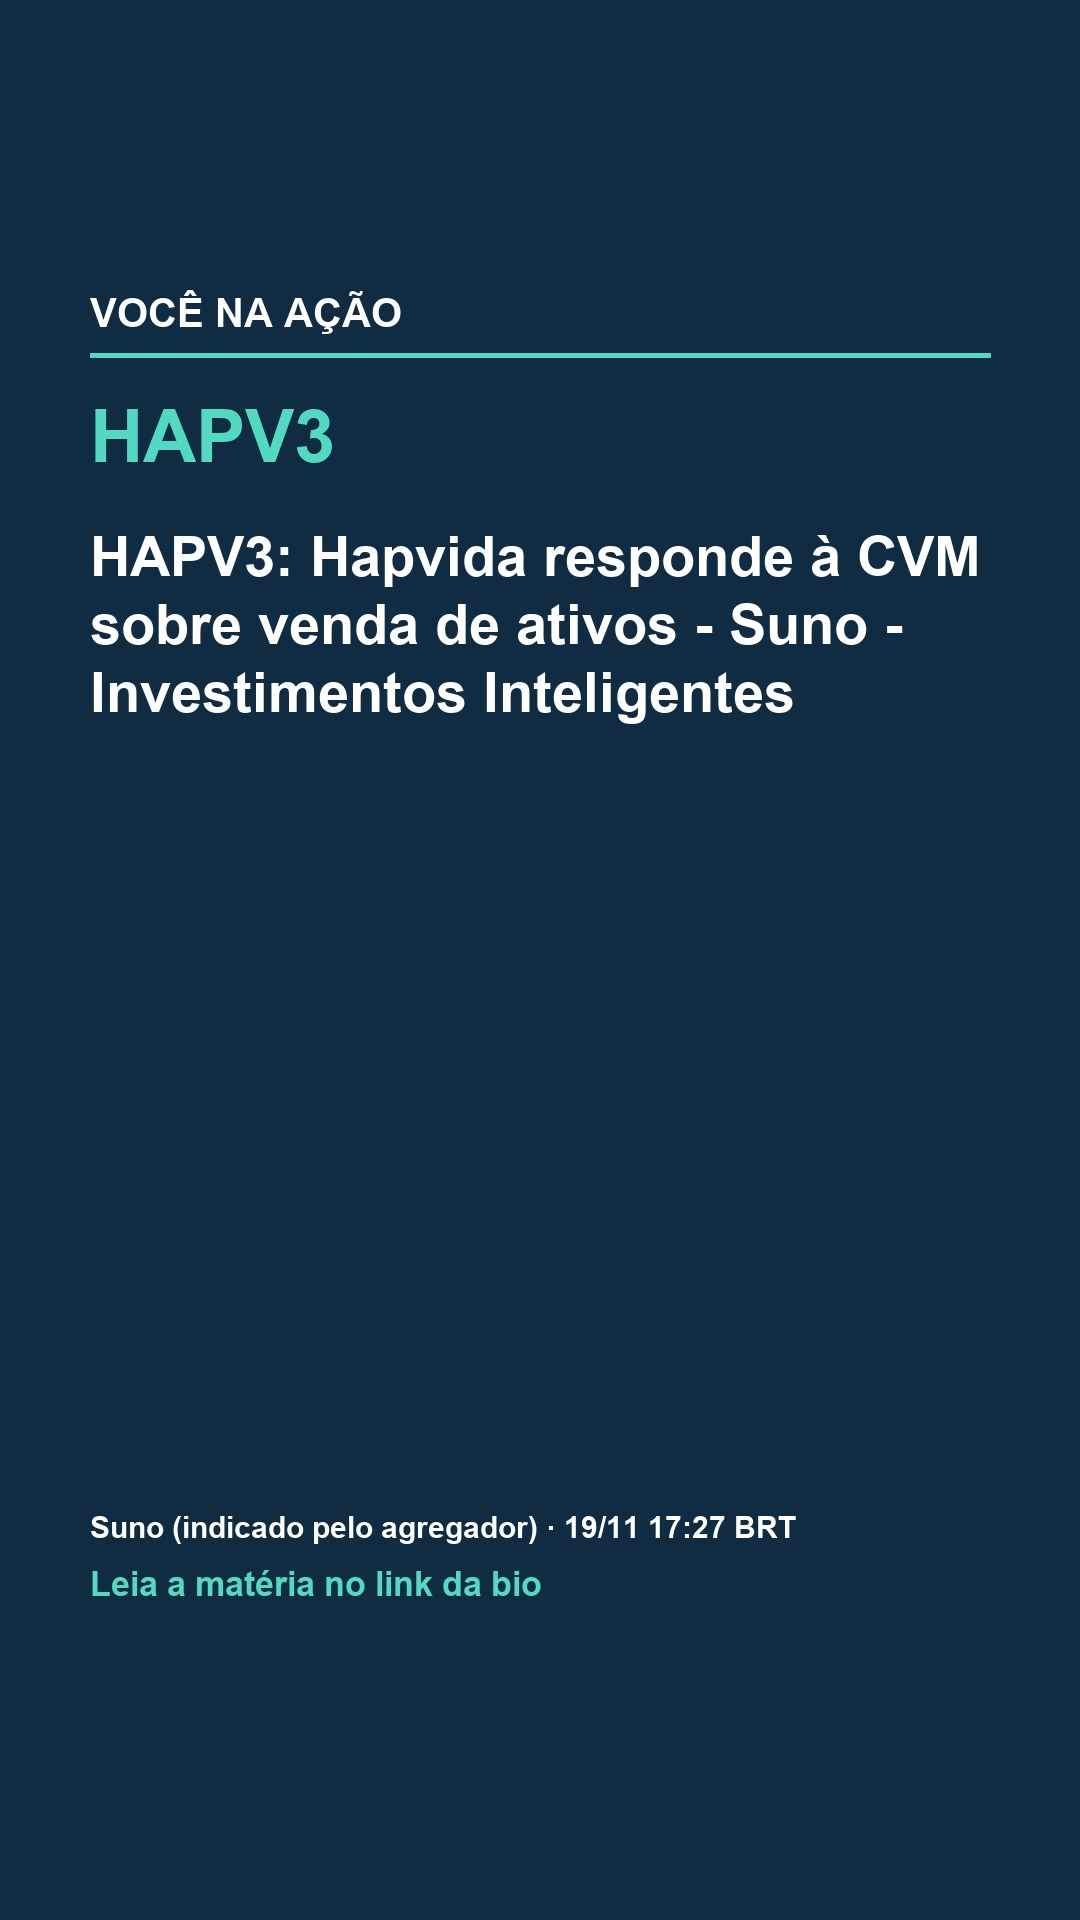 VOCÊ NA AÇÃO
HAPV3
HAPV3: Hapvida responde à CVM
sobre venda de ativos - Suno -
Investimentos Inteligentes
Suno (indicado pelo agregador) · 19/11 17:27 BRT
Leia a matéria no link da bio